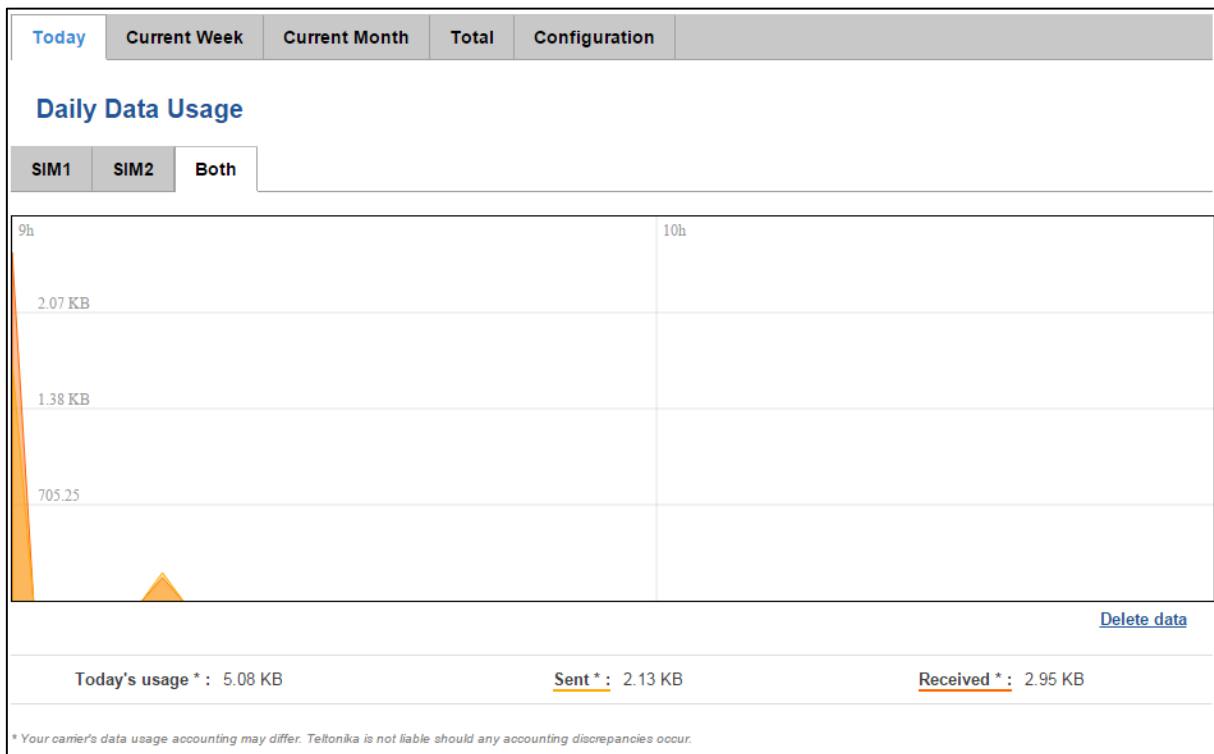 Today Current Week Current Month Total Configuration
Daily Data Usage
SIM1 SIM2 Both
9h 10h
2.07 KB
1.38 KB
705.25
Delete data
Today's usage * : 5.08 KB Sent * : 2.13 KB Received * : 2.95 KB
* Your carrier's data usage accounting may differ. Teltonika is not liable should any accounting discrepancies occur.